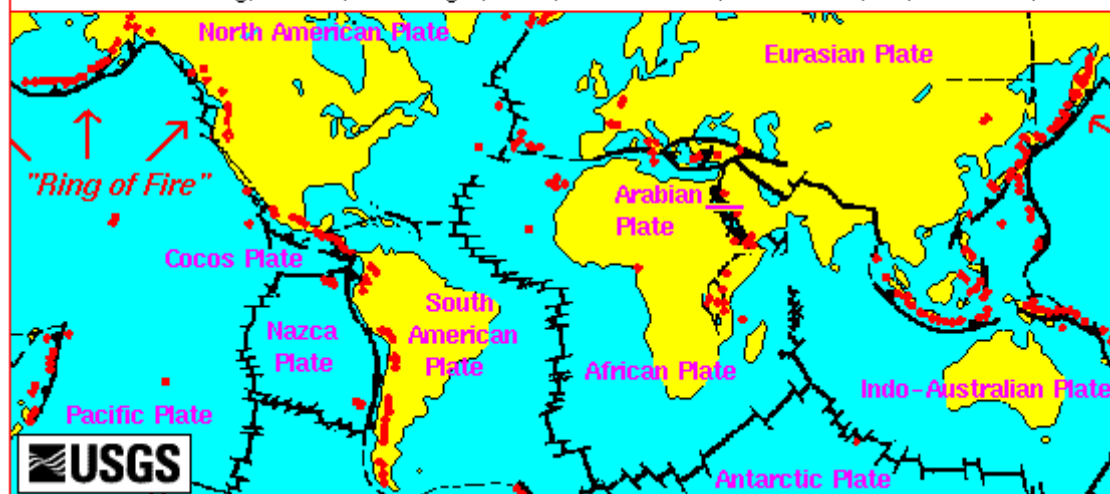 North American Plate
Eurasian Plate
"Ring of Fire"
Arabian
Plate
Cocos Plate
South
American
Plate
Nazca
Plate
African Plate
Indo-Australian Plate
Pacific Plate
USGS
Antarctic Plate